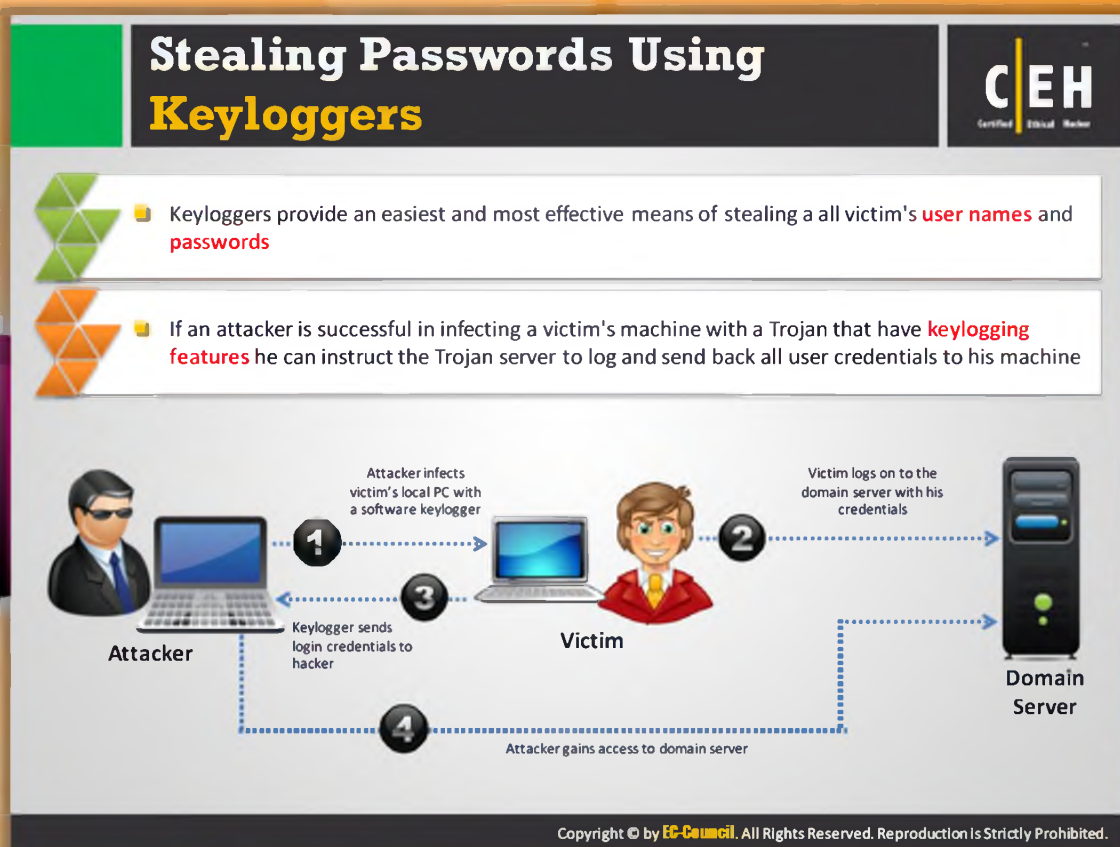 Stealing Passwords Using
Keyloggers
C|EH
Certified Ethical Hacker
Keyloggers provide an easiest and most effective means of stealing a all victim's user names and
passwords
If an attacker is successful in infecting a victim's machine with a Trojan that have keylogging
features he can instruct the Trojan server to log and send back all user credentials to his machine
Attacker infects
victim's local PC with
a software keylogger
Victim logs on to the
domain server with his
credentials
1
2
3
Keylogger sends
login credentials to
hacker
Attacker
Victim
Domain
Server
4
Attacker gains access to domain server
Copyright © by EC-Council. All Rights Reserved. Reproduction is Strictly Prohibited.